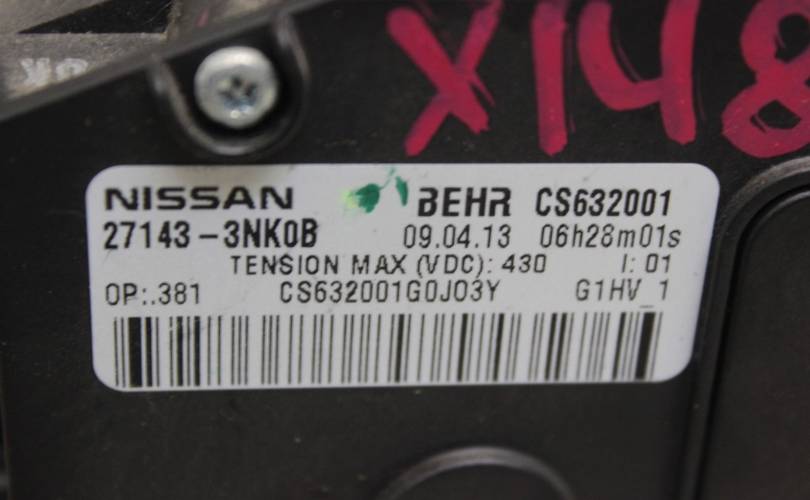 X148
NISSAN BEHR CS632001
27143-3NK0B 09.04.13 06h28m01s
TENSION MAX (VDC): 430 I: 01
OP:.381 CS632001G0J03Y G1HV_1